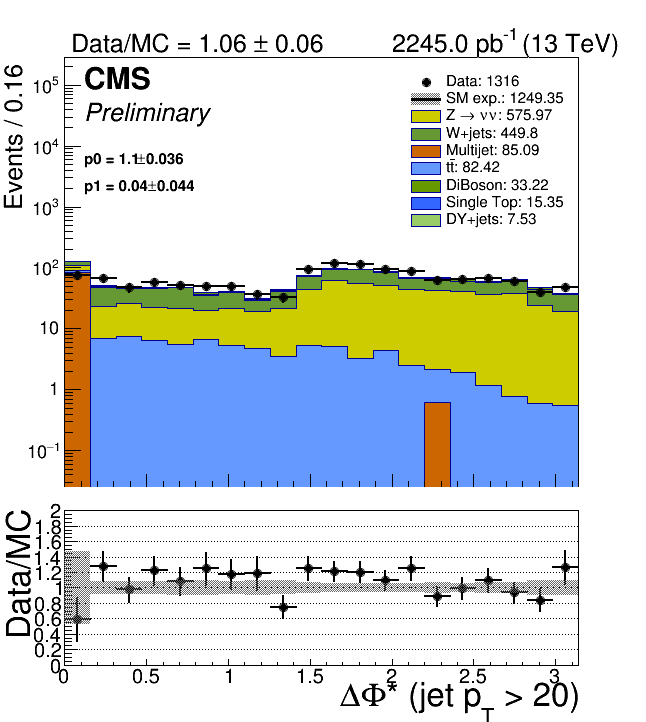 Data/MC = 1.06 ± 0.06 2245.0 pb⁻¹ (13 TeV)
CMS
Preliminary
p0 = 1.1±0.036
p1 = 0.04±0.044
Data: 1316
SM exp.: 1249.35
Z → νν: 575.97
W+jets: 449.8
Multijet: 85.09
tt̄: 82.42
DiBoson: 33.22
Single Top: 15.35
DY+jets: 7.53
Events / 0.16
10⁵
10⁴
10³
10²
10
1
10⁻¹
Data/MC
2
1.8
1.6
1.4
1.2
1
0.8
0.6
0.4
0.2
0
0 0.5 1 1.5 2 2.5 3
ΔΦ* (jet p_T > 20)